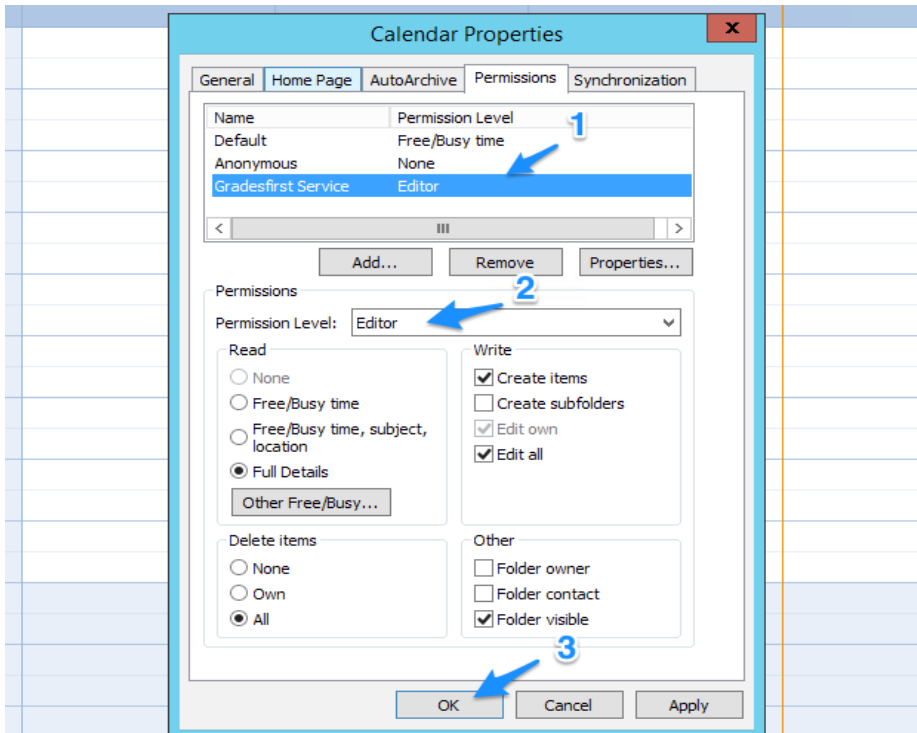 Calendar Properties
x
General Home Page AutoArchive Permissions Synchronization
Name Permission Level
1
Default Free/Busy time
Anonymous None
Gradesfirst Service Editor
Add... Remove Properties...
2
Permissions
Permission Level: Editor
Read
None
Free/Busy time
Free/Busy time, subject,
location
Full Details
Other Free/Busy...
Write
Create items
Create subfolders
Edit own
Edit all
Delete items
None
Own
All
Other
Folder owner
Folder contact
Folder visible
3
OK Cancel Apply